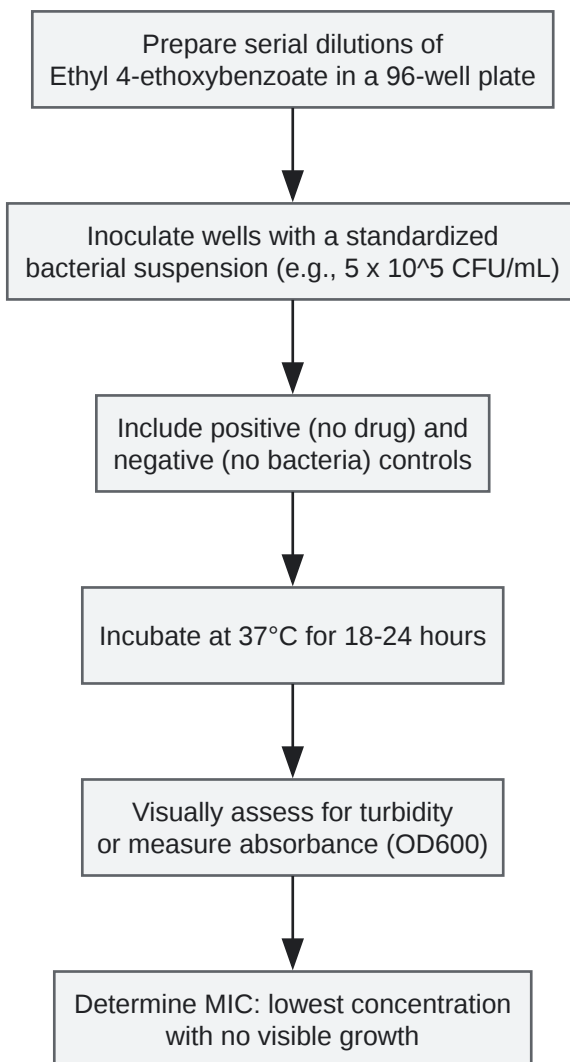 Prepare serial dilutions of
Ethyl 4-ethoxybenzoate in a 96-well plate
Inoculate wells with a standardized
bacterial suspension (e.g., 5 x 10^5 CFU/mL)
Include positive (no drug) and
negative (no bacteria) controls
Incubate at 37°C for 18-24 hours
Visually assess for turbidity
or measure absorbance (OD600)
Determine MIC: lowest concentration
with no visible growth